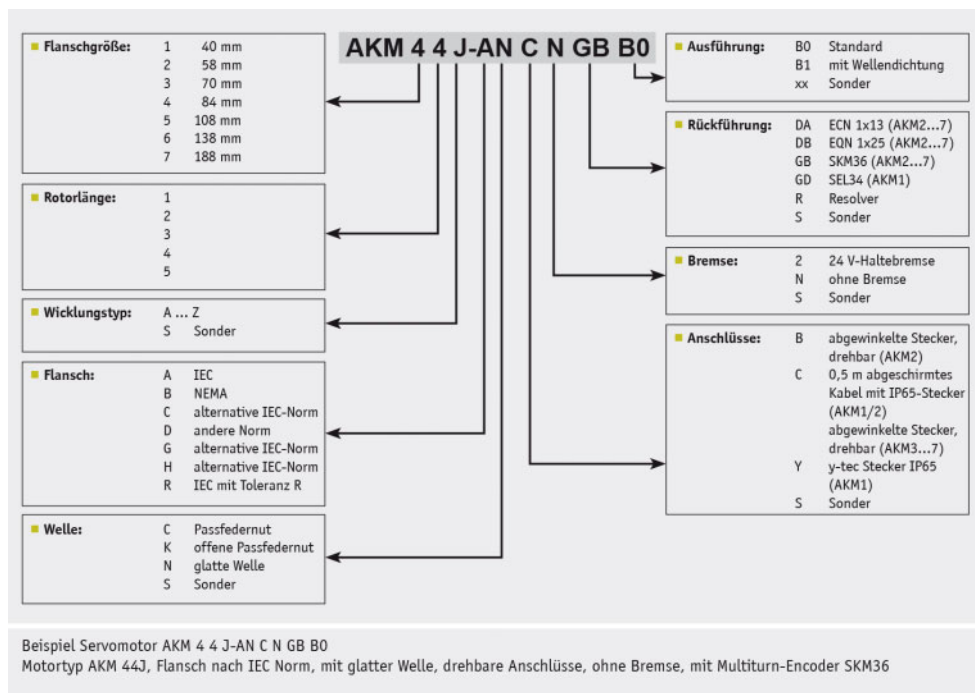 AKM 4 4 J-AN C N GB B0
Flanschgröße: 1 40 mm
2 58 mm
3 70 mm
4 84 mm
5 108 mm
6 138 mm
7 188 mm
Rotorlänge: 1
2
3
4
5
Wicklungstyp: A ... Z
S Sonder
Flansch: A IEC
B NEMA
C alternative IEC-Norm
D andere Norm
G alternative IEC-Norm
H alternative IEC-Norm
R IEC mit Toleranz R
Welle: C Passfedernut
K offene Passfedernut
N glatte Welle
S Sonder
Ausführung: B0 Standard
B1 mit Wellendichtung
xx Sonder
Rückführung: DA ECN 1x13 (AKM2...7)
DB EQN 1x25 (AKM2...7)
GB SKM36 (AKM2...7)
GD SEL34 (AKM1)
R Resolver
S Sonder
Bremse: 2 24 V-Haltebremse
N ohne Bremse
S Sonder
Anschlüsse: B abgewinkelte Stecker,
drehbar (AKM2)
C 0,5 m abgeschirmtes
Kabel mit IP65-Stecker
(AKM1/2)
abgewinkelte Stecker,
drehbar (AKM3...7)
Y y-tec Stecker IP65
(AKM1)
S Sonder
Beispiel Servomotor AKM 4 4 J-AN C N GB B0
Motortyp AKM 44J, Flansch nach IEC Norm, mit glatter Welle, drehbare Anschlüsse, ohne Bremse, mit Multiturn-Encoder SKM36